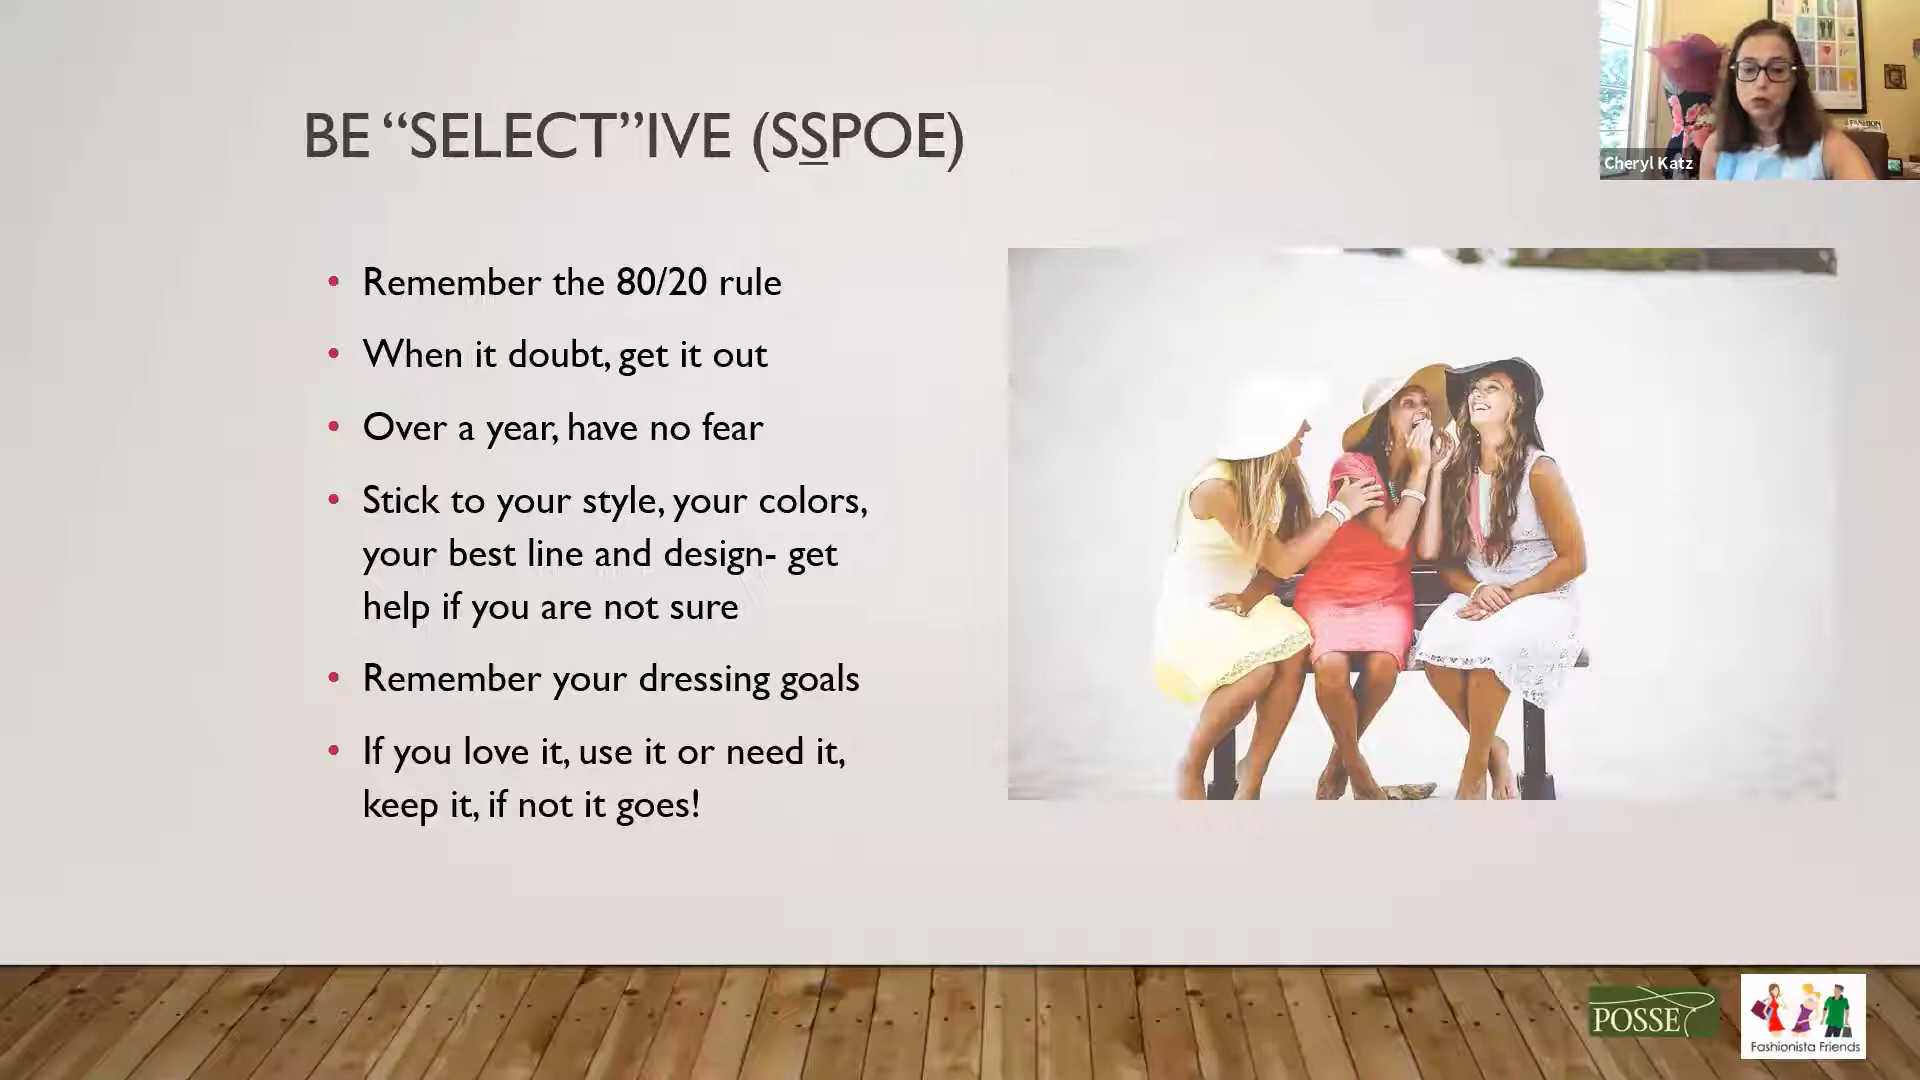 BE “SELECT”IVE (SSPOE)
• Remember the 80/20 rule
• When it doubt, get it out
• Over a year, have no fear
• Stick to your style, your colors,
your best line and design- get
help if you are not sure
• Remember your dressing goals
• If you love it, use it or need it,
keep it, if not it goes!
FASHION
Cheryl Katz
POSSE
Fashionista Friends